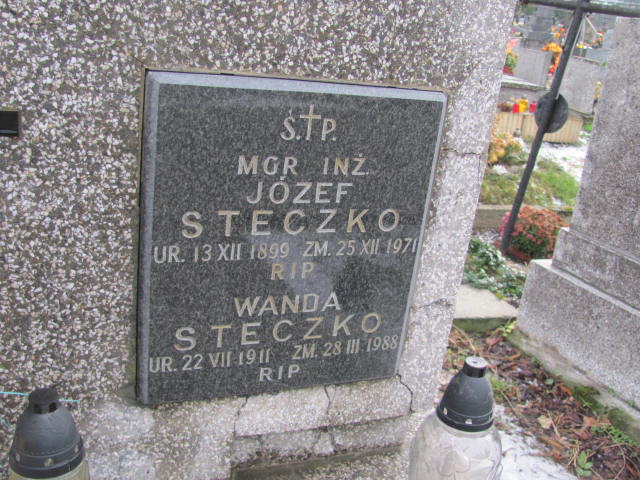 Ś.†P.
MGR INŻ.
JÓZEF
STECZKO
UR. 13 XII 1899 ZM. 25 XII 1971
RIP
WANDA
STECZKO
UR. 22 VII 1911 ZM. 28 III 1988
RIP